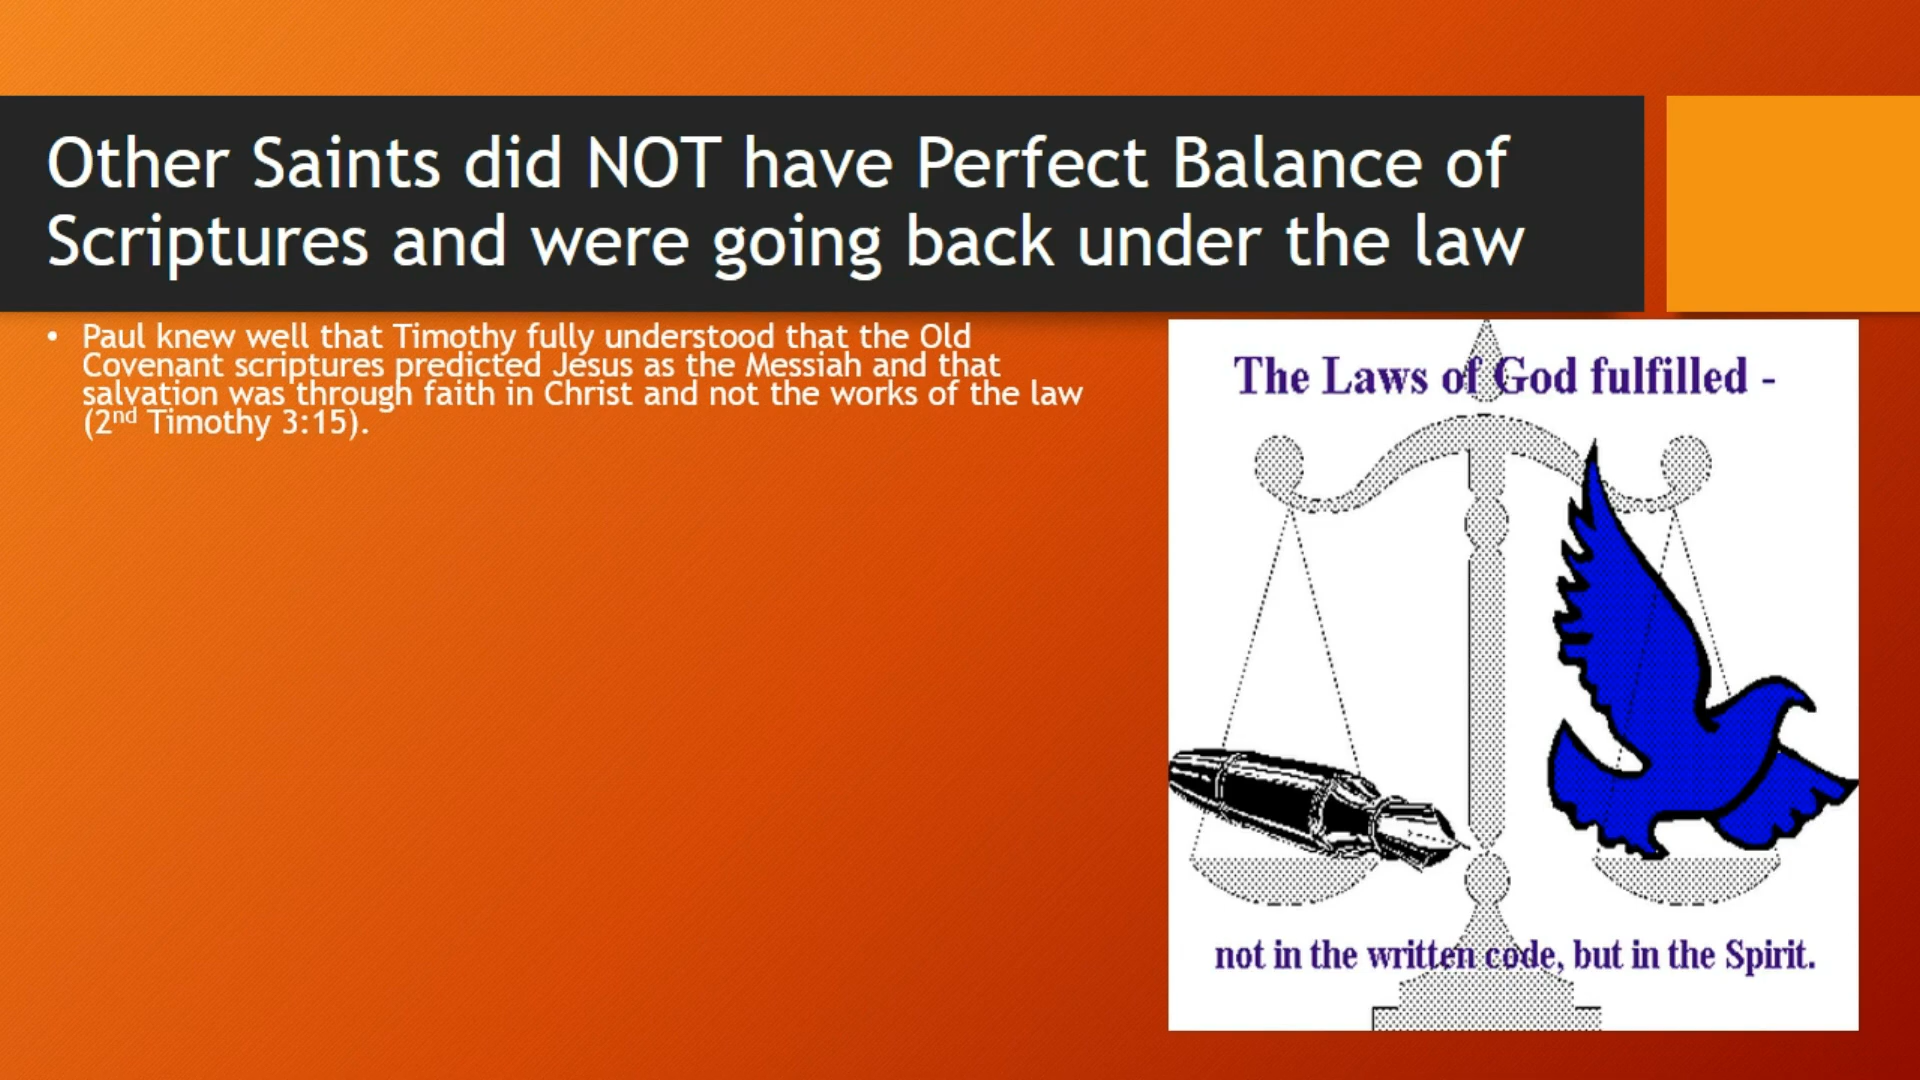 Other Saints did NOT have Perfect Balance of
Scriptures and were going back under the law
• Paul knew well that Timothy fully understood that the Old
Covenant scriptures predicted Jesus as the Messiah and that
salvation was through faith in Christ and not the works of the law
(2nd Timothy 3:15).
The Laws of God fulfilled -
not in the written code, but in the Spirit.